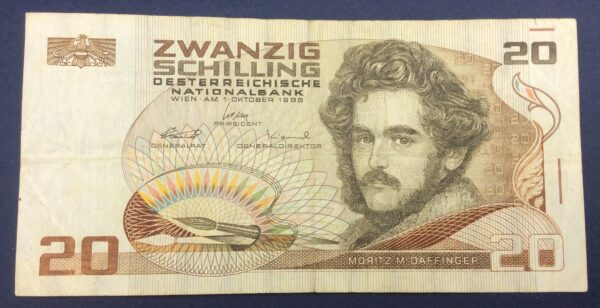 ZWANZIG
SCHILLING
OESTERREICHISCHE
NATIONALBANK
WIEN · AM 1. OKTOBER 1986
PRÄSIDENT
GENERALRAT GENERALDIREKTOR
20
20
20
MORITZ M. DAFFINGER